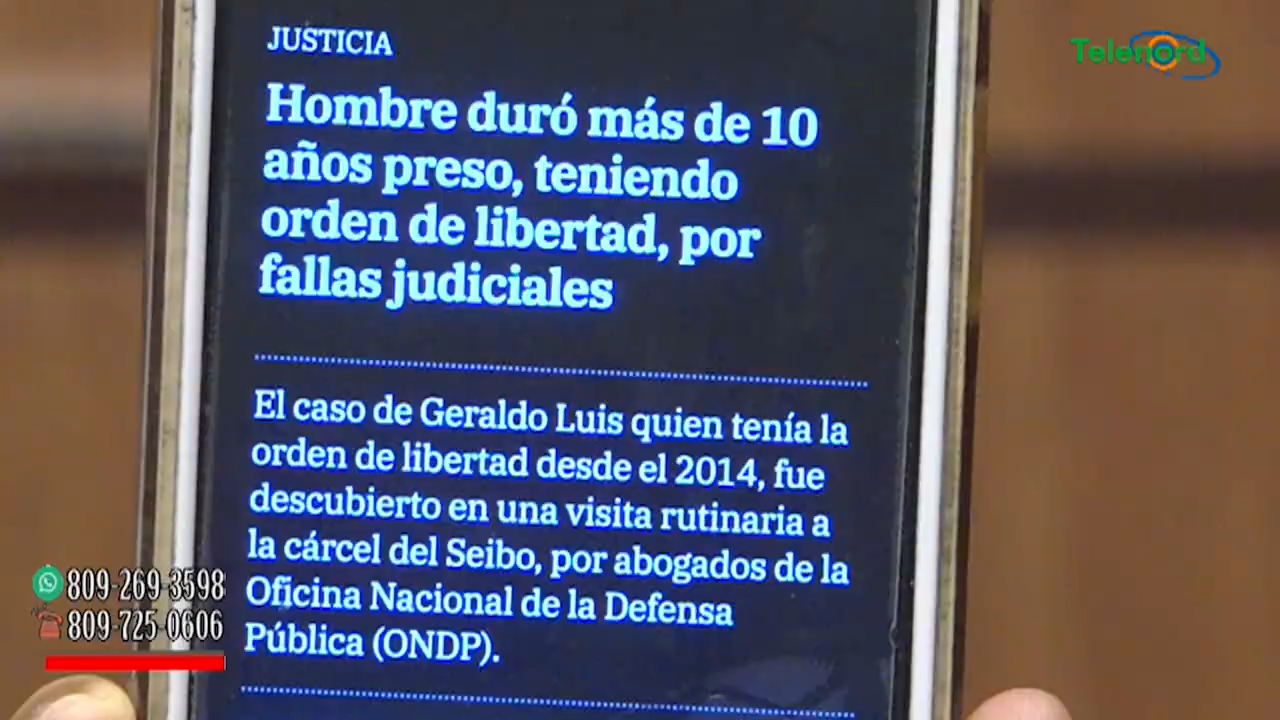 JUSTICIA
Telenord
Hombre duró más de 10
años preso, teniendo
orden de libertad, por
fallas judiciales
El caso de Geraldo Luis quien tenía la
orden de libertad desde el 2014, fue
descubierto en una visita rutinaria a
la cárcel del Seibo, por abogados de la
Oficina Nacional de la Defensa
Pública (ONDP).
809-269-3598
809-725-0606